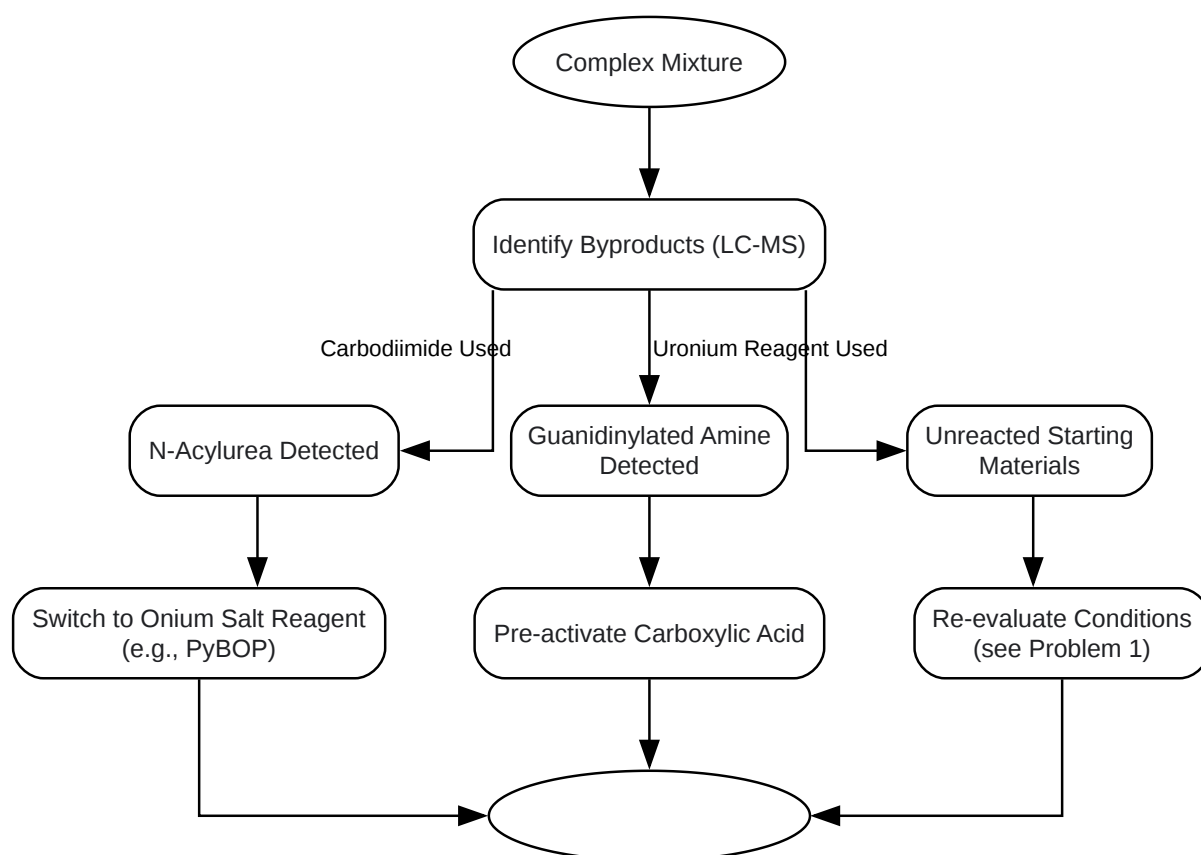 Complex Mixture
Identify Byproducts (LC-MS)
Carbodiimide Used
Uronium Reagent Used
N-Acylurea Detected
Guanidinylated Amine
Detected
Unreacted Starting
Materials
Switch to Onium Salt Reagent
(e.g., PyBOP)
Pre-activate Carboxylic Acid
Re-evaluate Conditions
(see Problem 1)